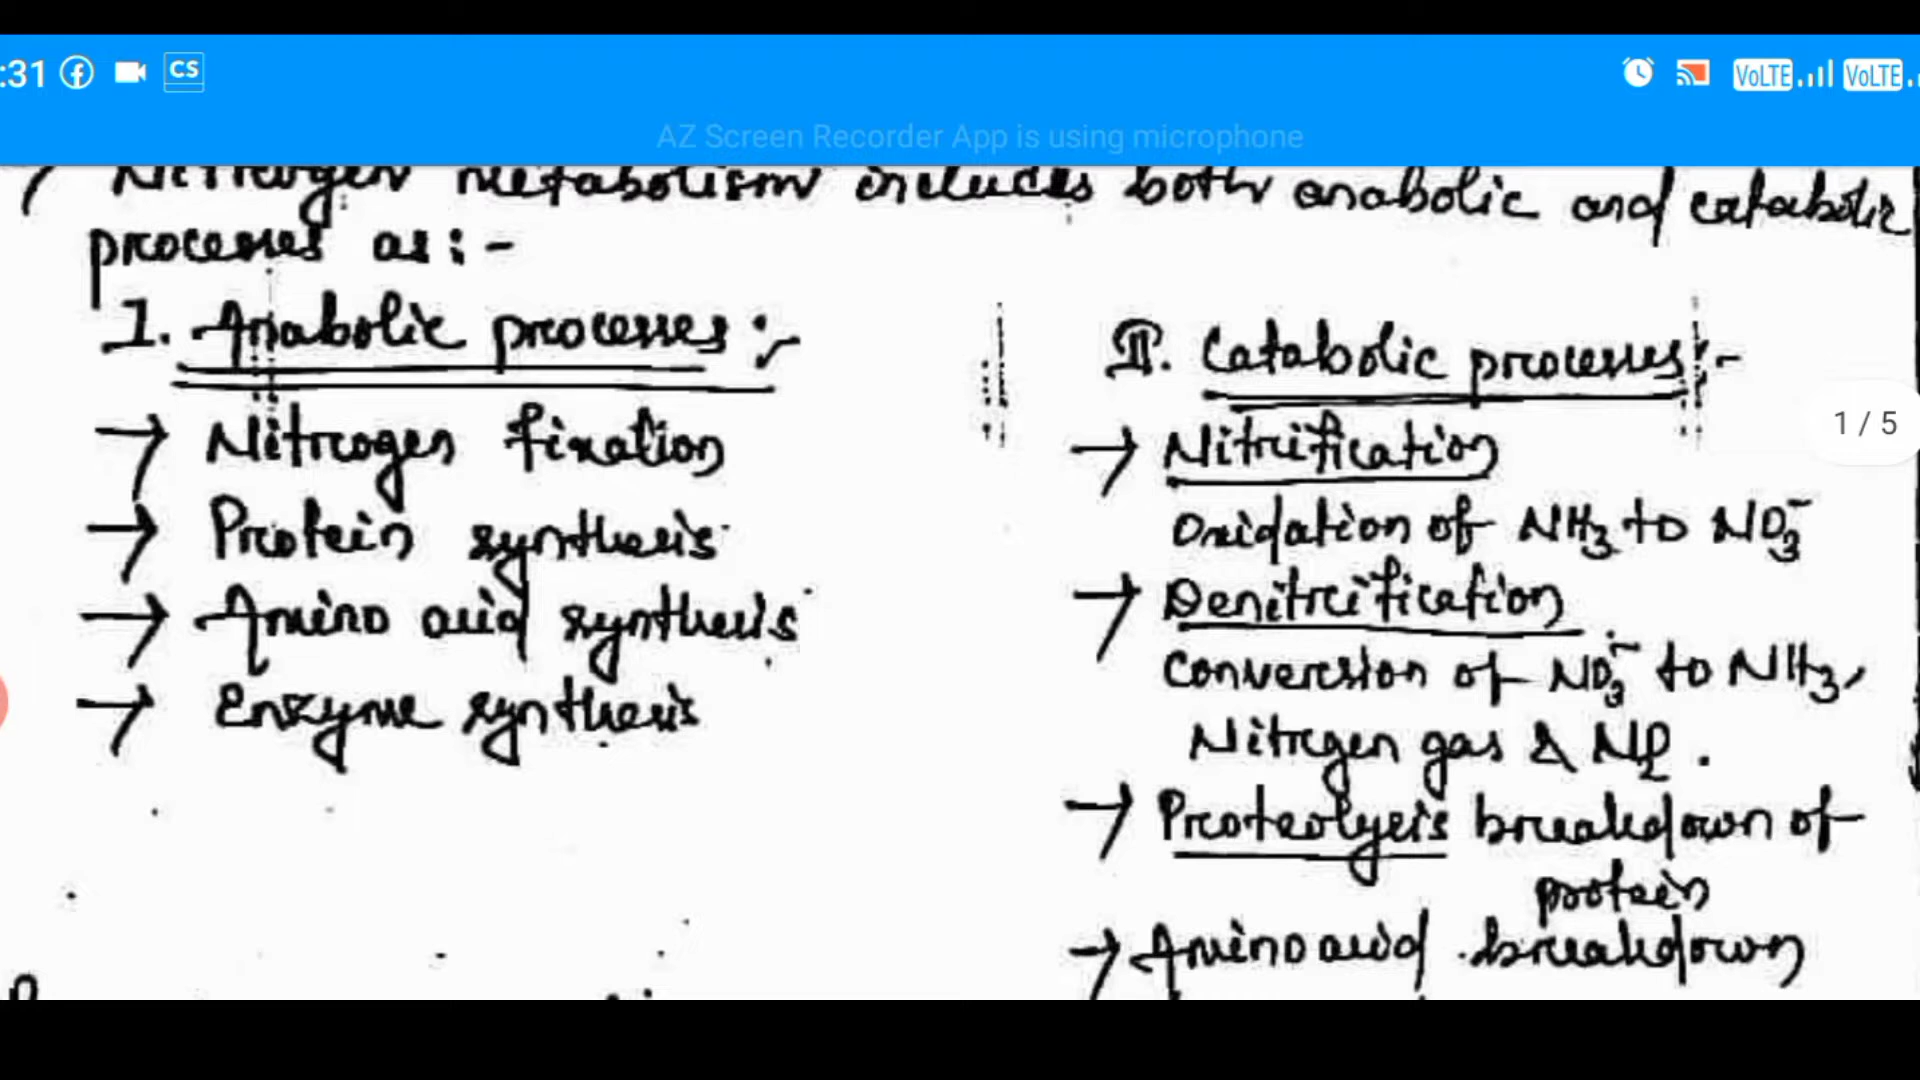 :31 CS VoLTE VoLTE
AZ Screen Recorder App is using microphone
Nitrogen metabolism includes both anabolic and catabolic
processes as :-
I. Anabolic processes :-
→ Nitrogen fixation
→ Protein synthesis
→ Amino acid synthesis
→ Enzyme synthesis
II. Catabolic processes :-
1 / 5
→ Nitrification
Oxidation of NH3 to NO3-
→ Denitrification
Conversion of NO3- to NH3,
Nitrogen gas & NO2.
→ Proteolysis breakdown of
protein
→ Amino acid breakdown